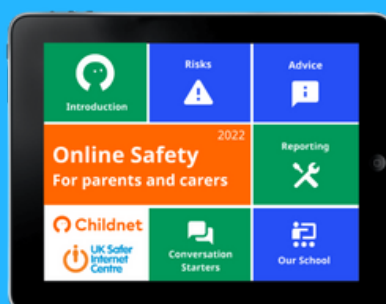 Introduction
Risks
Advice
2022
Online Safety
For parents and carers
Reporting
Childnet
UK Safer
Internet
Centre
Conversation
Starters
Our School